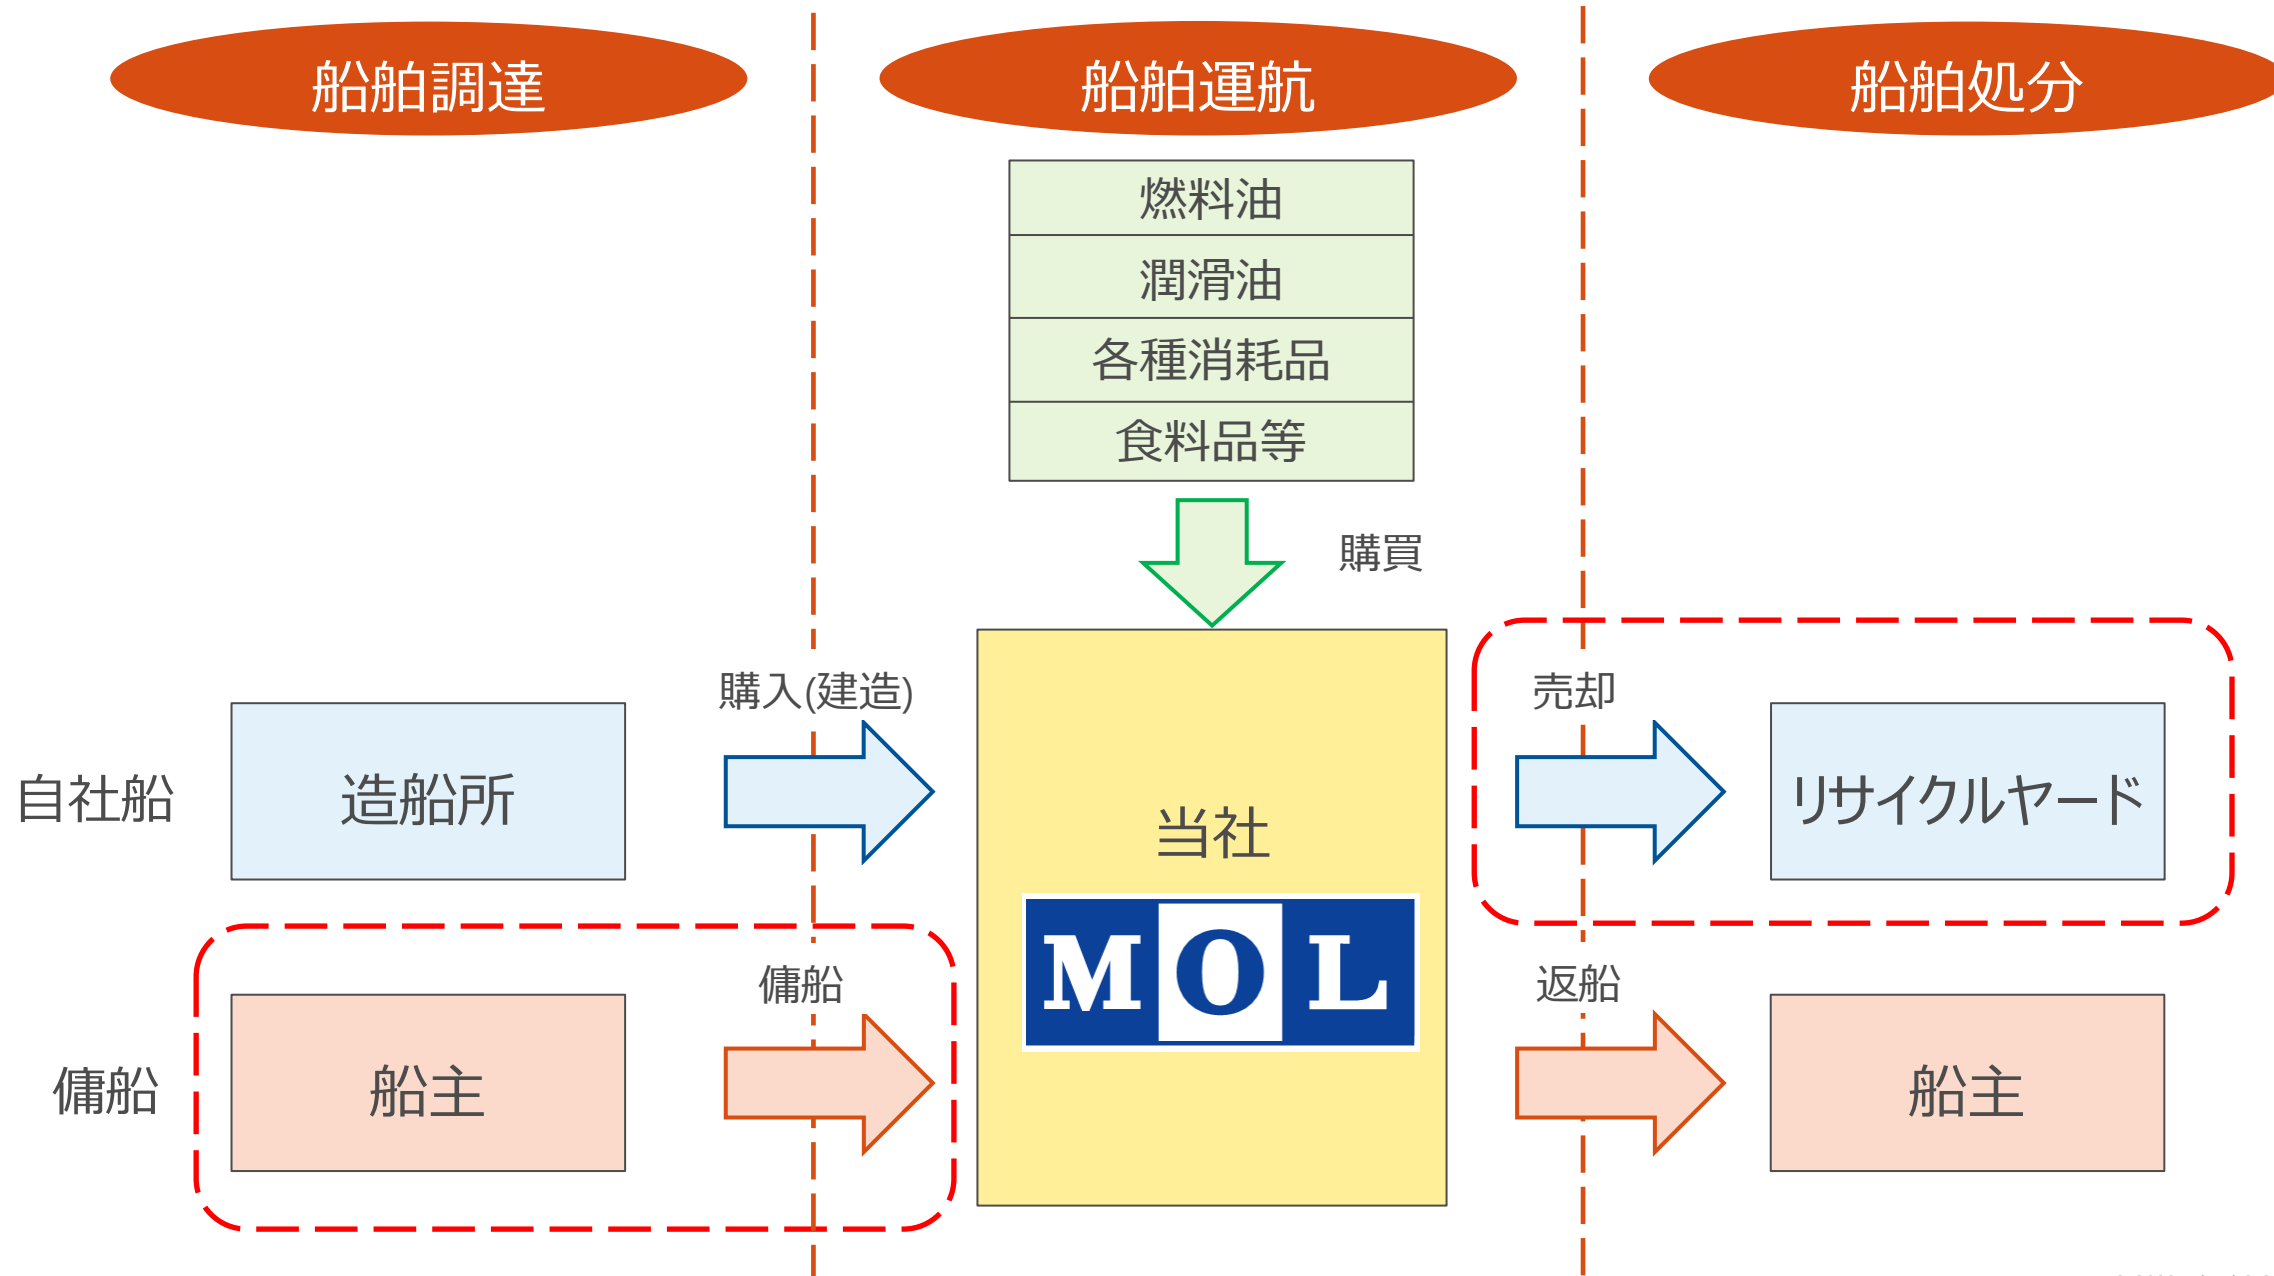 船舶調達
船舶運航
船舶処分
燃料油
潤滑油
各種消耗品
食料品等
購買
購入(建造)
売却
自社船
造船所
当社
リサイクルヤード
MOL
傭船
返船
傭船
船主
船主